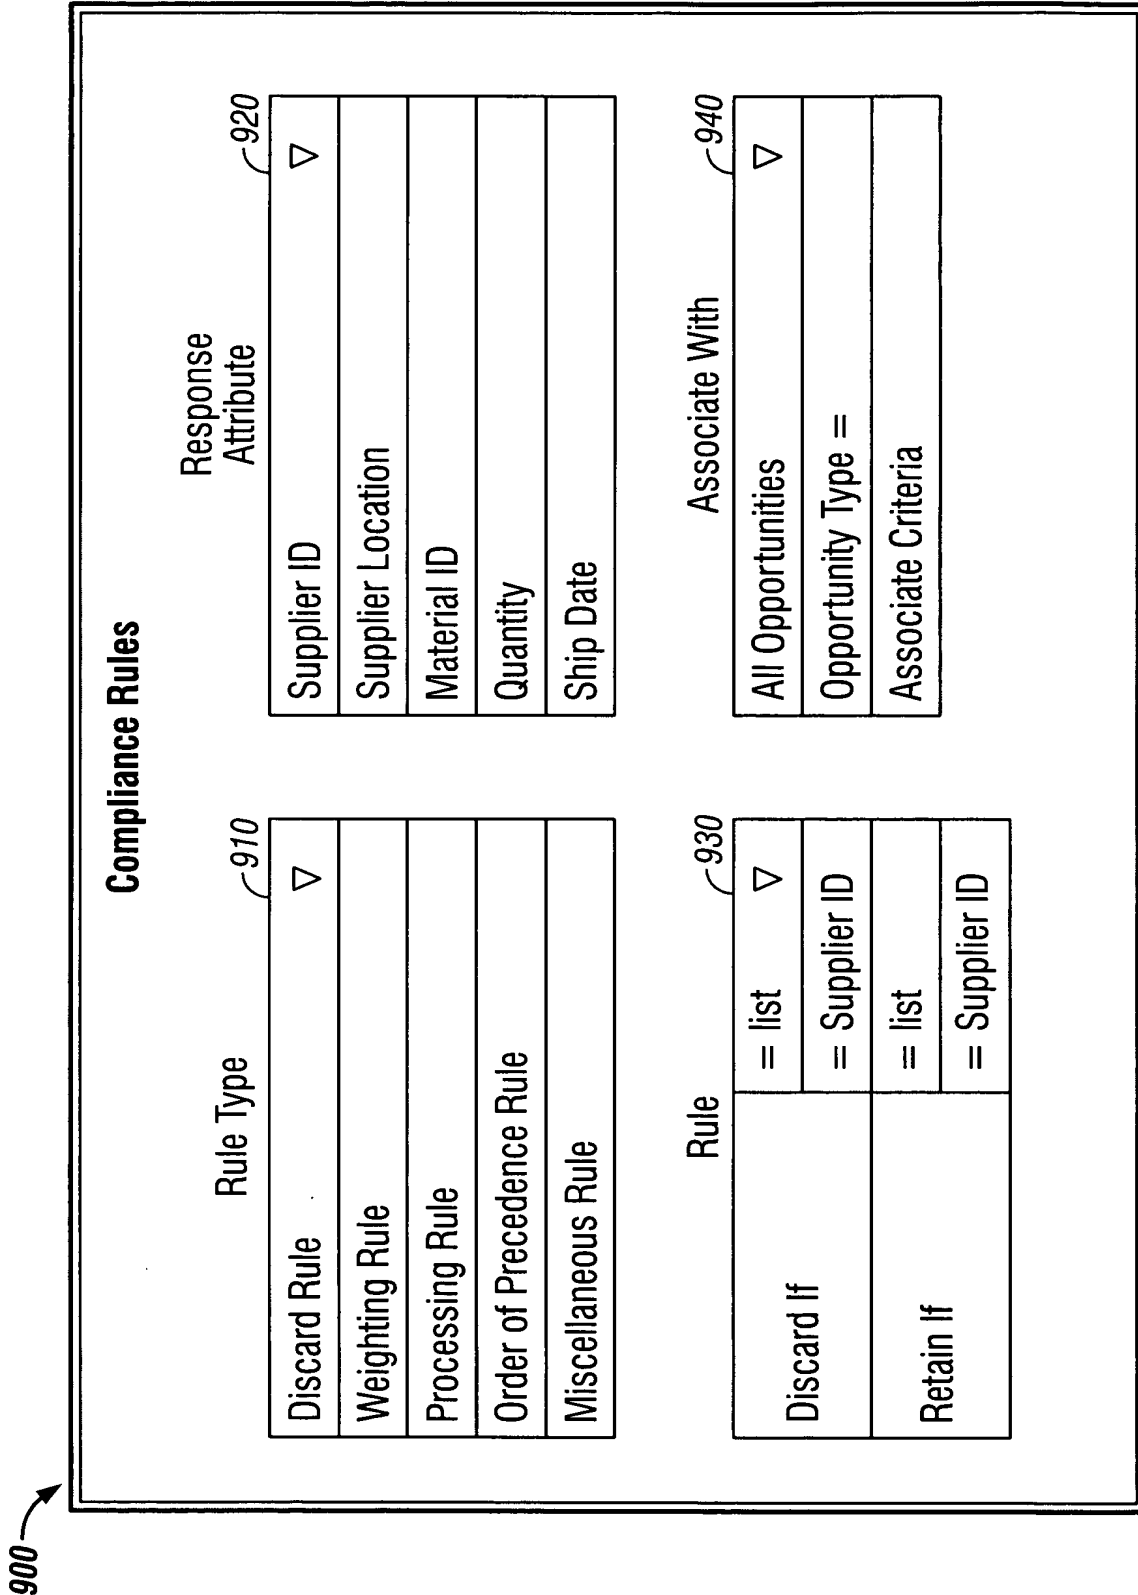 900
Compliance Rules
Rule Type
910
Discard Rule
Weighting Rule
Processing Rule
Order of Precedence Rule
Miscellaneous Rule
Response
Attribute
920
Supplier ID
Supplier Location
Material ID
Quantity
Ship Date
Rule
930
Discard If
= list
= Supplier ID
Retain If
= list
= Supplier ID
Associate With
940
All Opportunities
Opportunity Type =
Associate Criteria